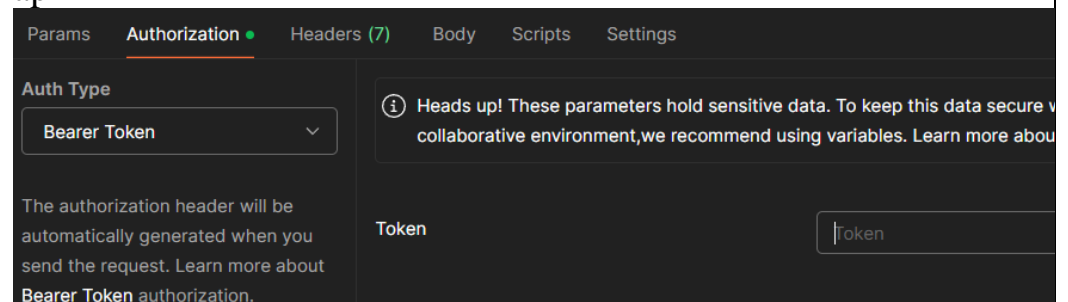 Params Authorization Headers (7) Body Scripts Settings
Auth Type
Bearer Token
Heads up! These parameters hold sensitive data. To keep this data secure
collaborative environment,we recommend using variables. Learn more abou
The authorization header will be
automatically generated when you
send the request. Learn more about
Bearer Token authorization.
Token
Token